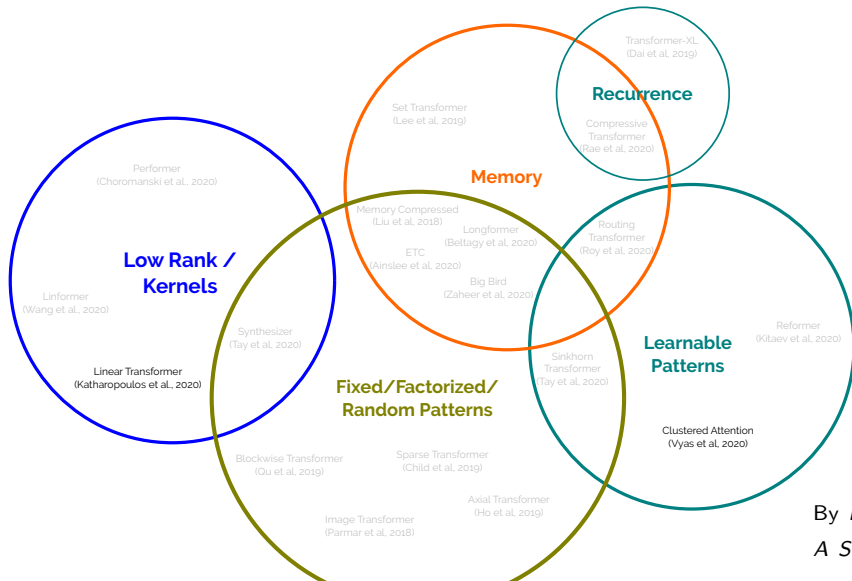 Transformer-XL
(Dai et al, 2019)
Recurrence
Set Transformer
(Lee et al, 2019)
Compressive
Transformer
(Rae et al, 2020)
Performer
(Choromanski et al., 2020)
Memory
Memory Compressed
(Liu et al, 2018)
Longformer
(Beltagy et al, 2020)
Routing
Transformer
(Roy et al, 2020)
ETC
(Ainslee et al, 2020)
Big Bird
(Zaheer et al, 2020)
Low Rank /
Kernels
Linformer
(Wang et al., 2020)
Synthesizer
(Tay et al, 2020)
Linear Transformer
(Katharopoulos et al., 2020)
Fixed/Factorized/
Random Patterns
Sinkhorn
Transformer
(Tay et al, 2020)
Learnable
Patterns
Reformer
(Kitaev et al, 2020)
Clustered Attention
(Vyas et al, 2020)
Blockwise Transformer
(Qu et al, 2019)
Sparse Transformer
(Child et al, 2019)
Image Transformer
(Parmar et al, 2018)
Axial Transformer
(Ho et al, 2019)
By
A S